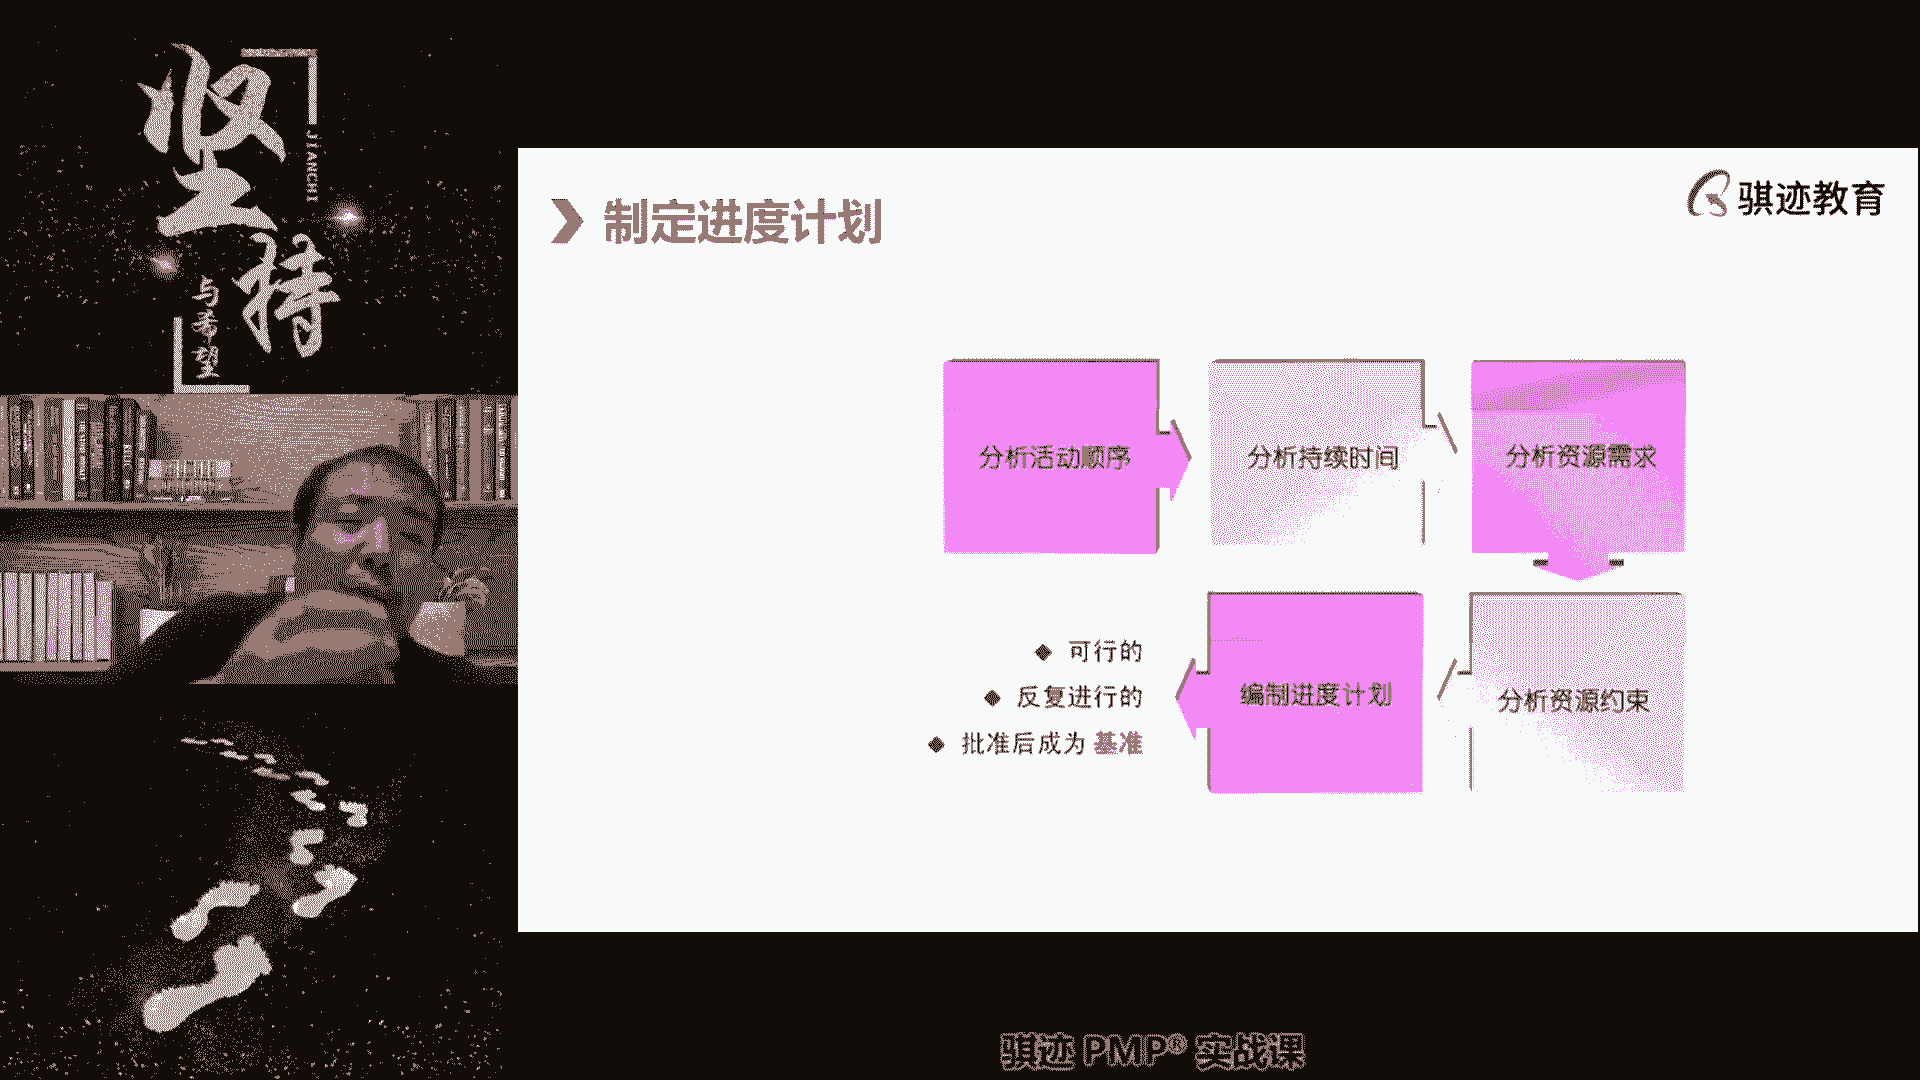 坚持
JIANCHI
与希望
骐迹教育
制定进度计划
分析活动顺序
分析持续时间
分析资源需求
可行的
反复进行的
批准后成为 基准
编制进度计划
分析资源约束
骐迹 PMP® 实战课